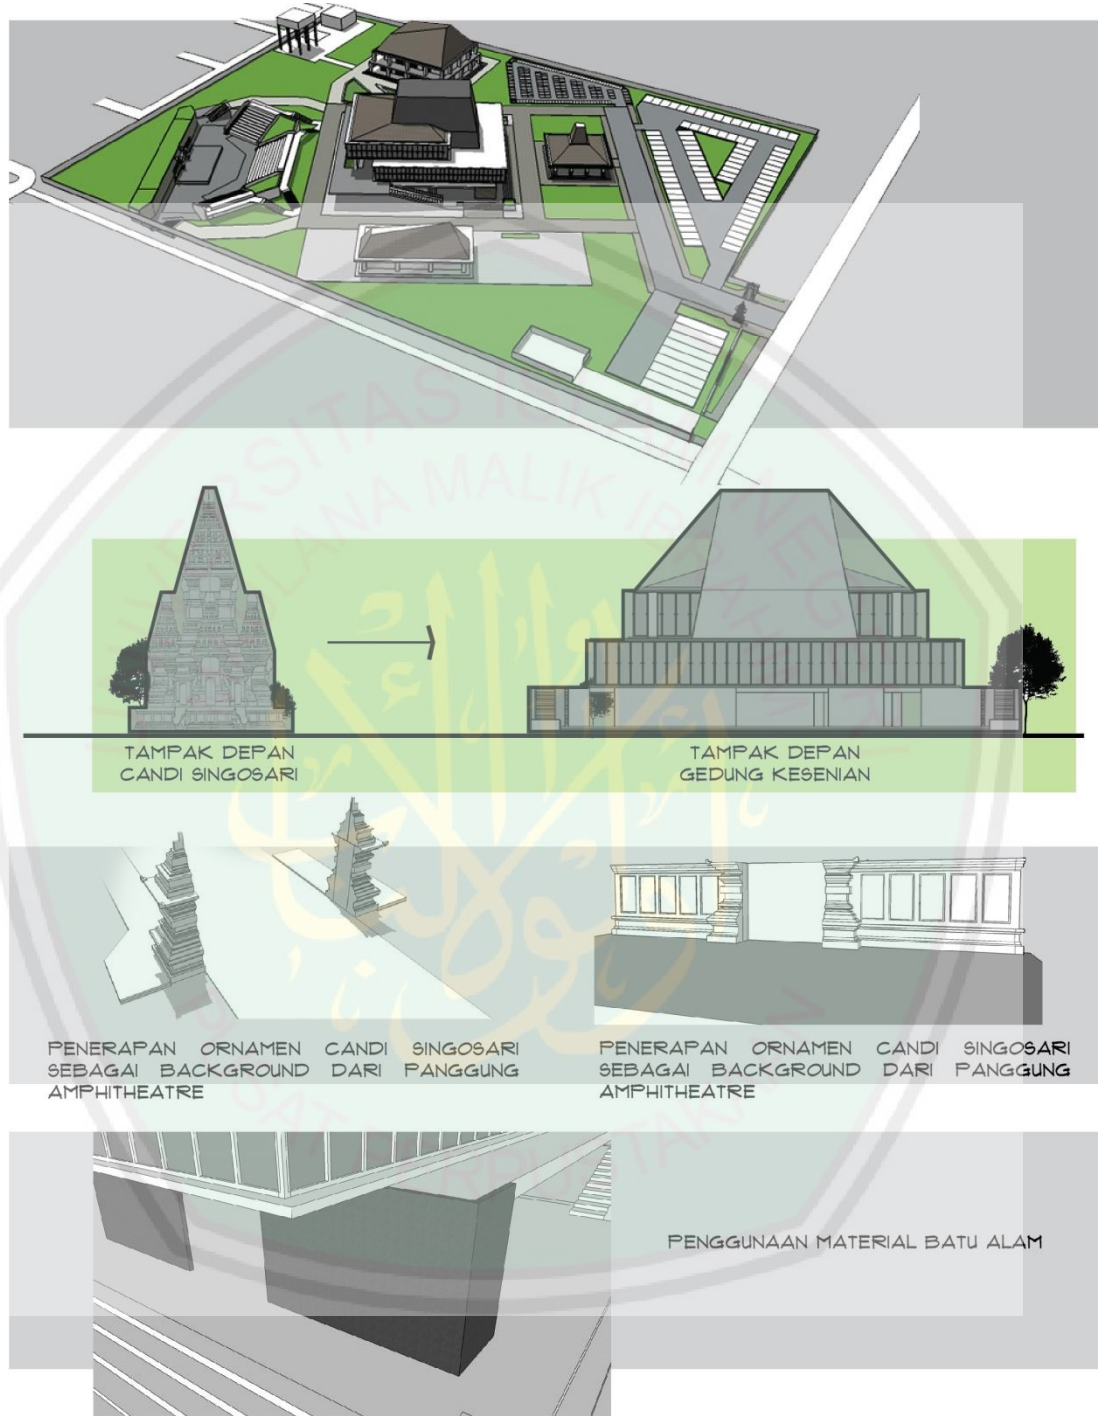 TAMPAK DEPAN
CANDI SINGOSARI
TAMPAK DEPAN
GEDUNG KESENIAN
PENERAPAN ORNAMEN CANDI SINGOSARI
SEBAGAI BACKGROUND DARI PANGGUNG
AMPHITHEATRE
PENERAPAN ORNAMEN CANDI SINGOSARI
SEBAGAI BACKGROUND DARI PANGGUNG
AMPHITHEATRE
PENGGUNAAN MATERIAL BATU ALAM